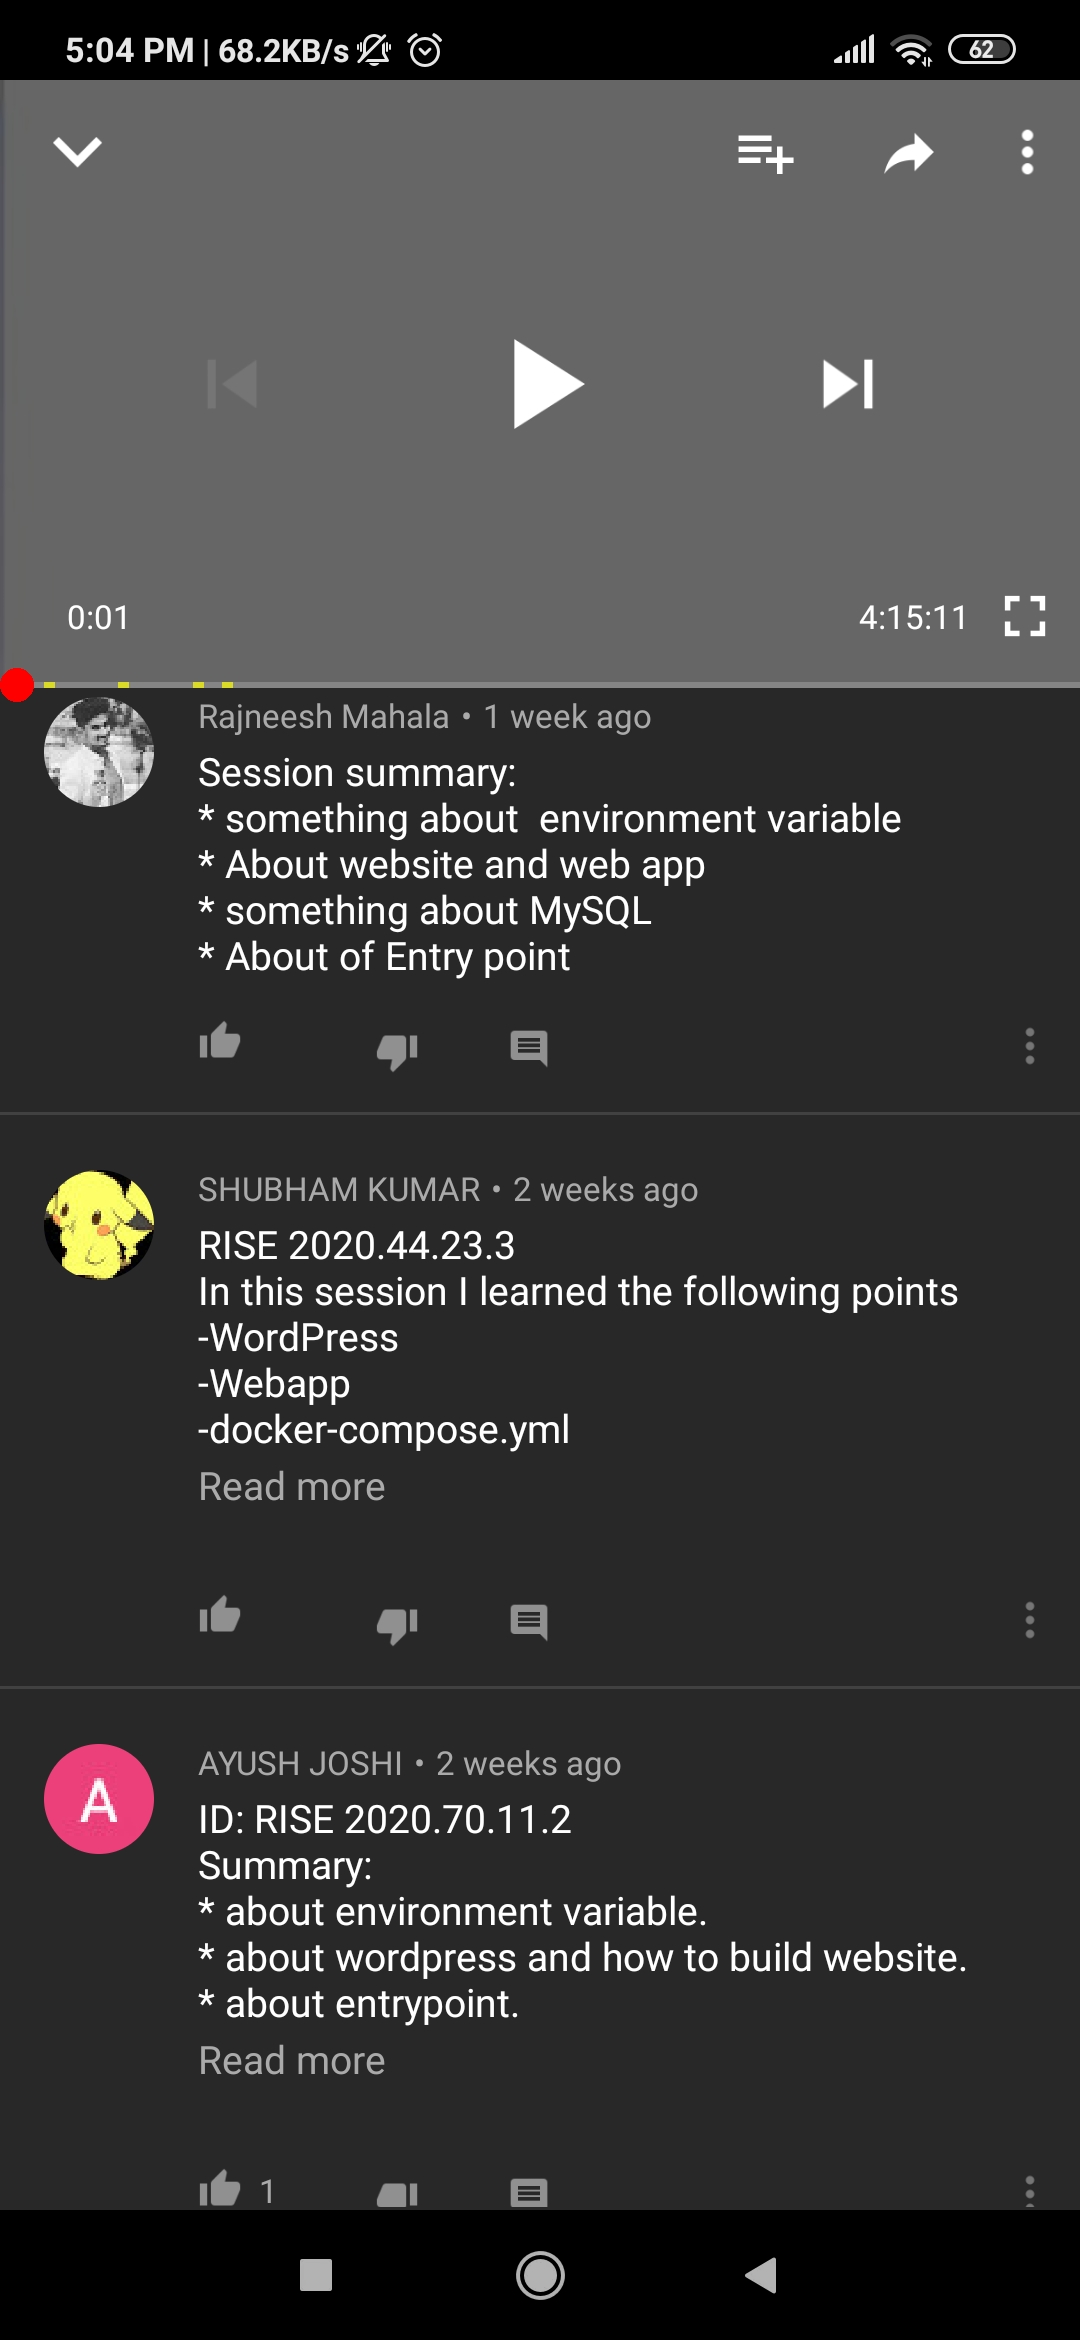 5:04 PM | 68.2KB/s 62
0:01 4:15:11
Rajneesh Mahala • 1 week ago
Session summary:
* something about  environment variable
* About website and web app
* something about MySQL
* About of Entry point
SHUBHAM KUMAR • 2 weeks ago
RISE 2020.44.23.3
In this session I learned the following points
-WordPress
-Webapp
-docker-compose.yml
Read more
A
AYUSH JOSHI • 2 weeks ago
ID: RISE 2020.70.11.2
Summary:
* about environment variable.
* about wordpress and how to build website.
* about entrypoint.
Read more
1